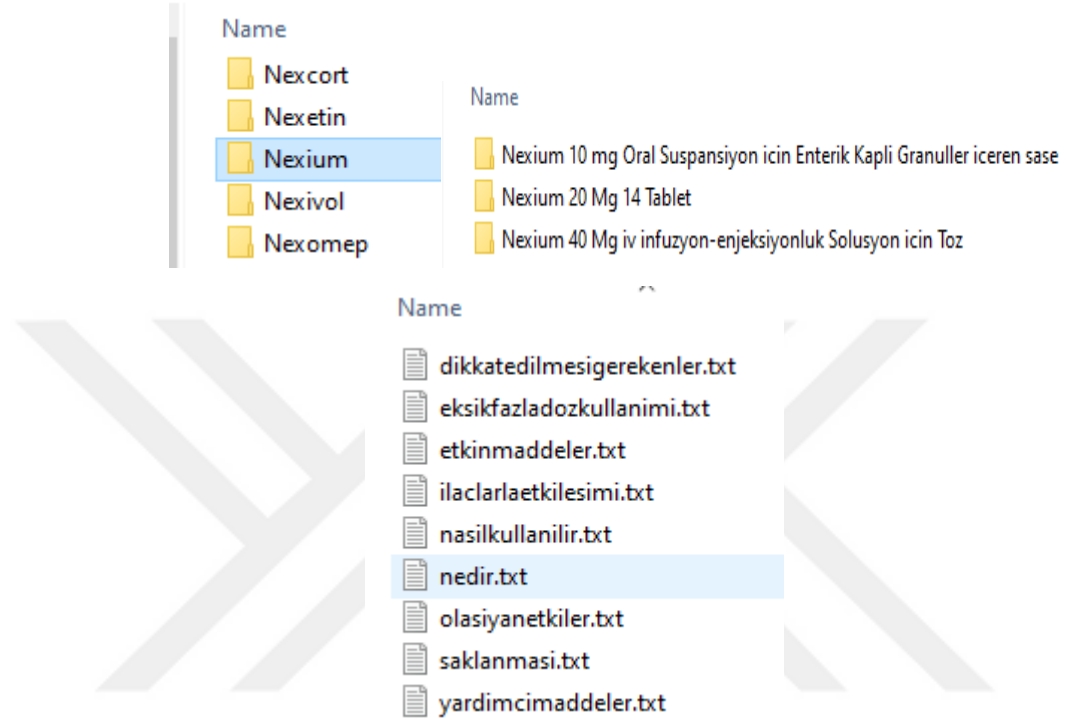 Name
Nexcort
Nexetin
Nexium
Nexivol
Nexomep
Name
Nexium 10 mg Oral Suspansiyon icin Enterik Kapli Granuller iceren sase
Nexium 20 Mg 14 Tablet
Nexium 40 Mg iv infuzyon-enjeksiyonluk Solusyon icin Toz
Name
dikkatedilmesigerekenler.txt
eksikfazladozkullanimi.txt
etkinmaddeler.txt
ilaclarlaetkilesimi.txt
nasilkullanilir.txt
nedir.txt
olasiyanetkiler.txt
saklanmasi.txt
yardimcimaddeler.txt